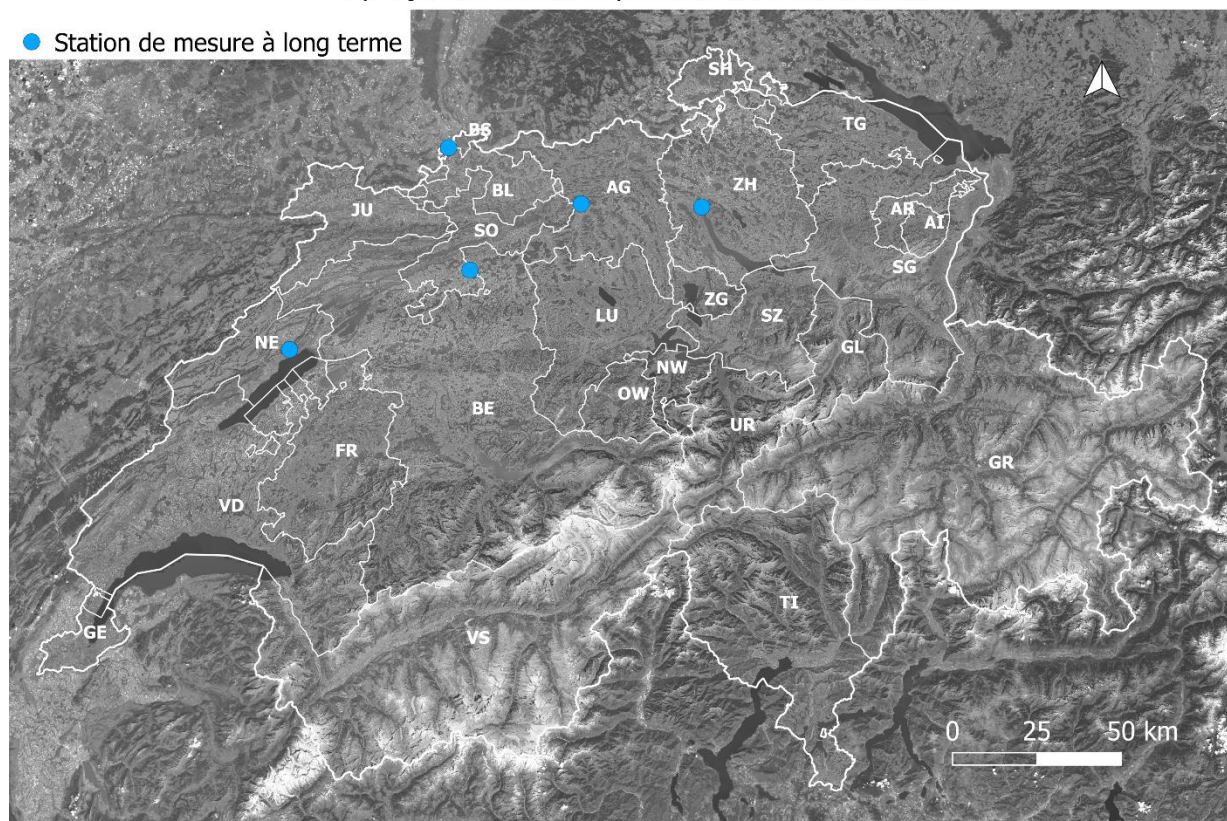 Station de mesure à long terme
SH
BS
TG
BL
AG
ZH
JU
AR
AI
SO
SG
ZG
LU
SZ
NE
GL
NW
OW
BE
UR
FR
GR
VD
TI
GE
VS
0 25 50 km